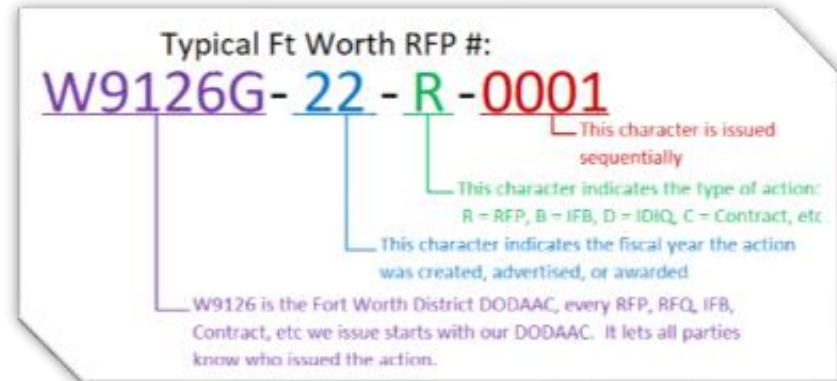 Typical Ft Worth RFP #:
W9126G- 22 - R -0001
This character is issued
sequentially
This character indicates the type of action:
R = RFP, B = IFB, D = IDIQ, C = Contract, etc
This character indicates the fiscal year the action
was created, advertised, or awarded
W9126 is the Fort Worth District DODAAC, every RFP, RFQ, IFB,
Contract, etc we issue starts with our DODAAC. It lets all parties
know who issued the action.